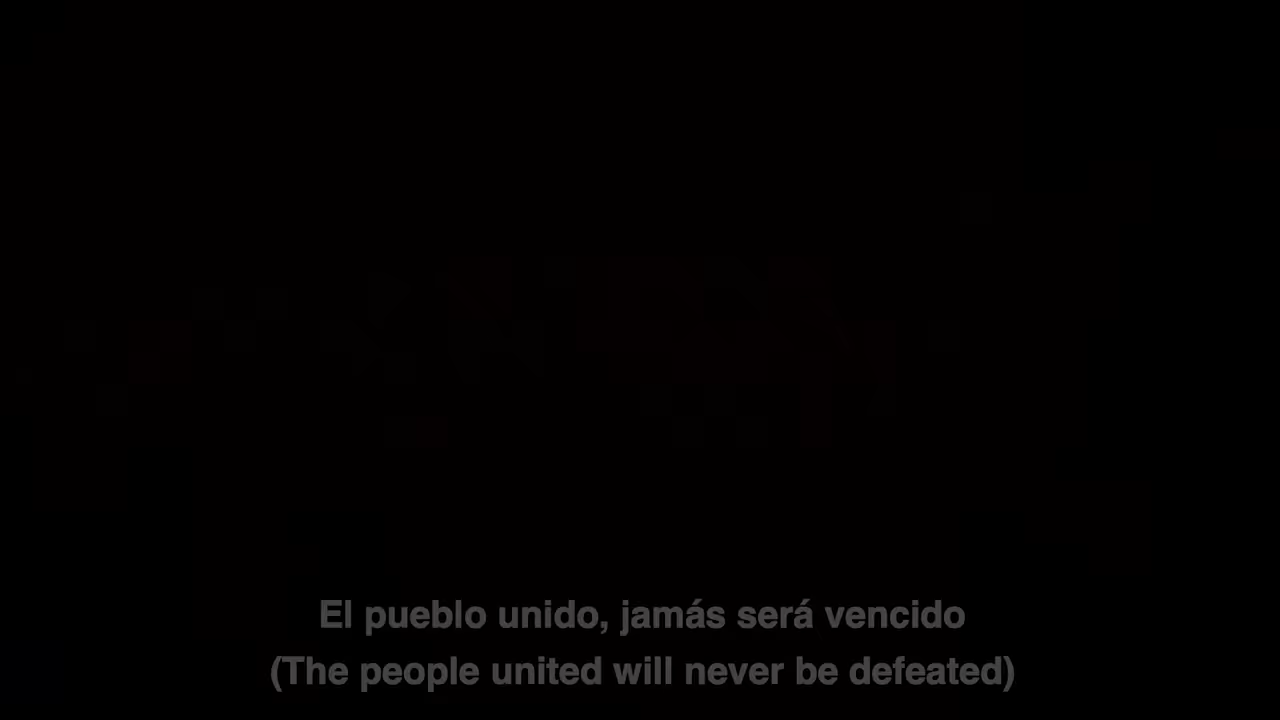 El pueblo unido, jamás será vencido
(The people united will never be defeated)